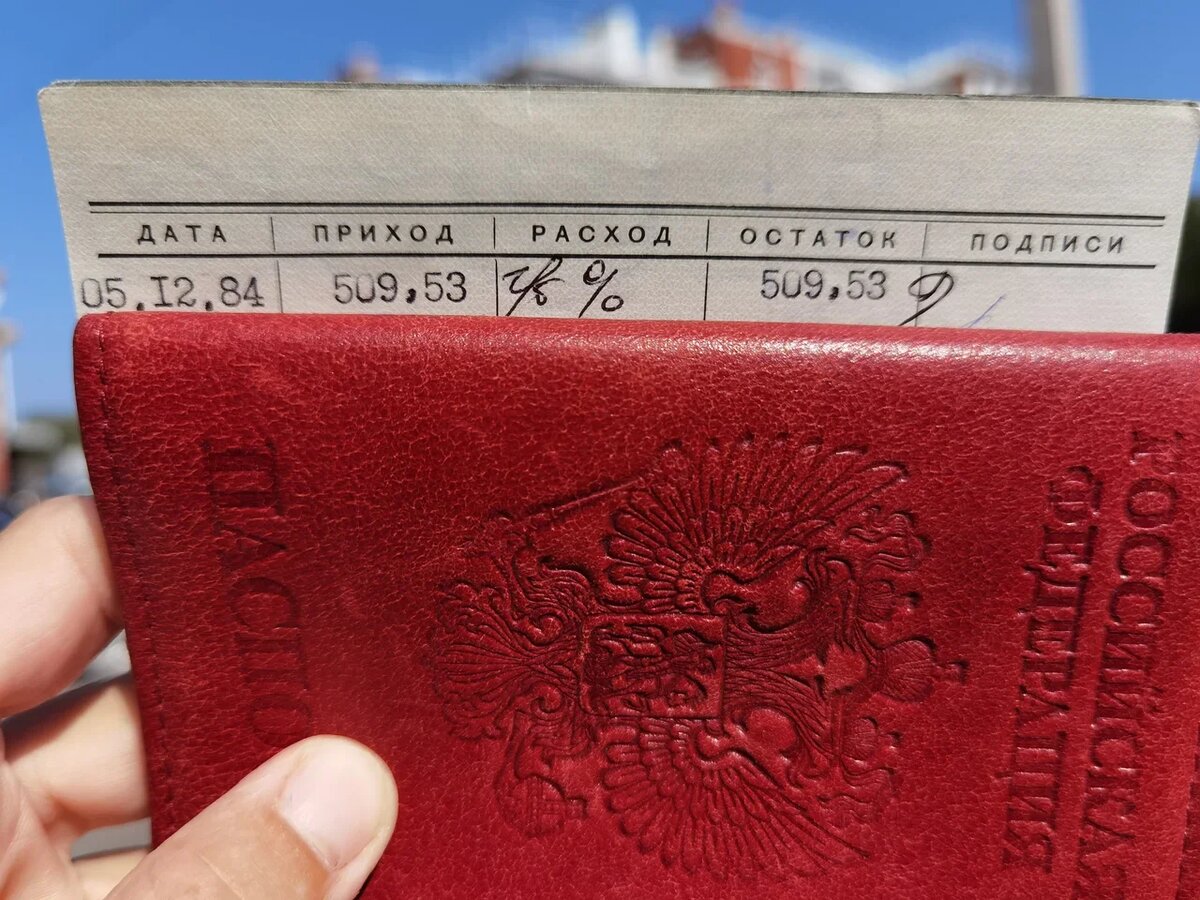 ДАТА ПРИХОД РАСХОД ОСТАТОК ПОДПИСИ
05.I2.84 509,53 % 509,53
ПАСПО
РОССИЙСКАЯ
ФЕДЕРАЦИЯ